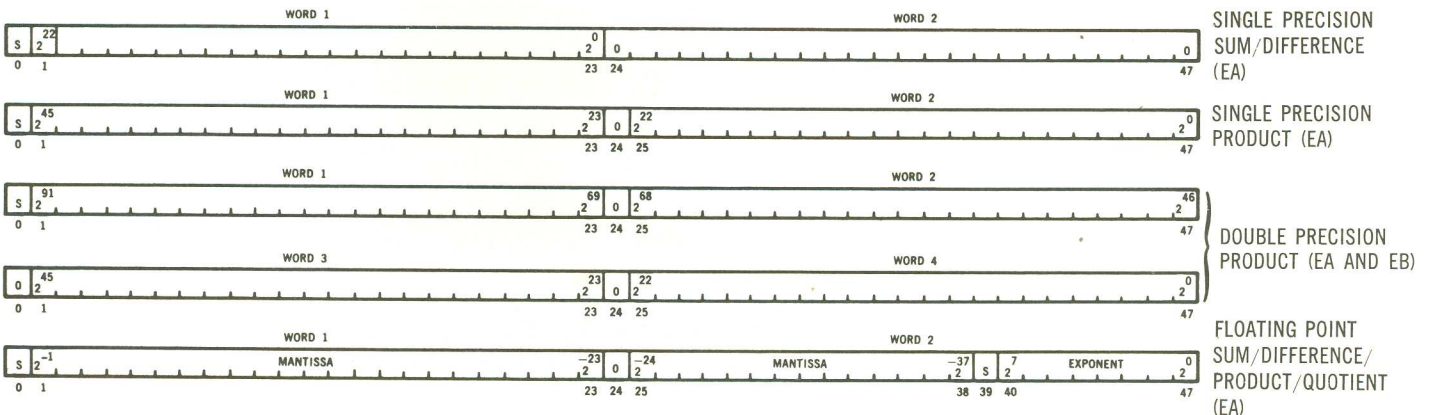 WORD 1 WORD 2
S 2^22 2^0 0 0
0 1 23 24 47
SINGLE PRECISION
SUM/DIFFERENCE
(EA)
WORD 1 WORD 2
S 2^45 2^23 0 2^22 2^0
0 1 23 24 25 47
SINGLE PRECISION
PRODUCT (EA)
WORD 1 WORD 2
S 2^91 2^69 0 2^68 2^46
0 1 23 24 25 47
WORD 3 WORD 4
0 2^45 2^23 0 2^22 2^0
0 1 23 24 25 47
DOUBLE PRECISION
PRODUCT (EA AND EB)
WORD 1 WORD 2
S 2^-1 MANTISSA 2^-23 0 2^-24 MANTISSA 2^-37 S 2^7 EXPONENT 2^0
0 1 23 24 25 38 39 40 47
FLOATING POINT
SUM/DIFFERENCE/
PRODUCT/QUOTIENT
(EA)